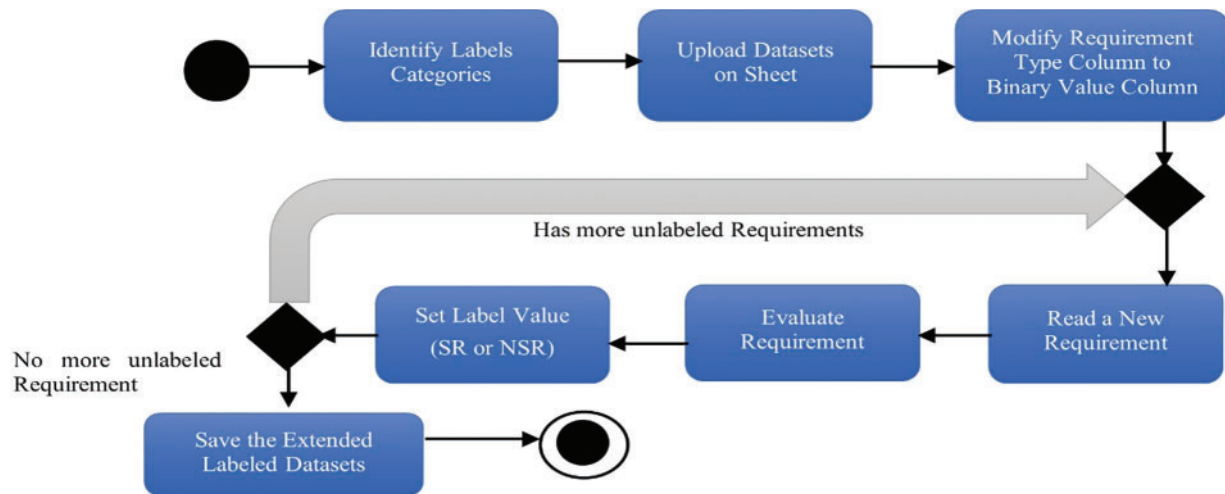 Identify Labels
Categories
Upload Datasets
on Sheet
Modify Requirement
Type Column to
Binary Value Column
Has more unlabeled Requirements
Read a New
Requirement
Evaluate
Requirement
Set Label Value
(SR or NSR)
No more unlabeled
Requirement
Save the Extended
Labeled Datasets